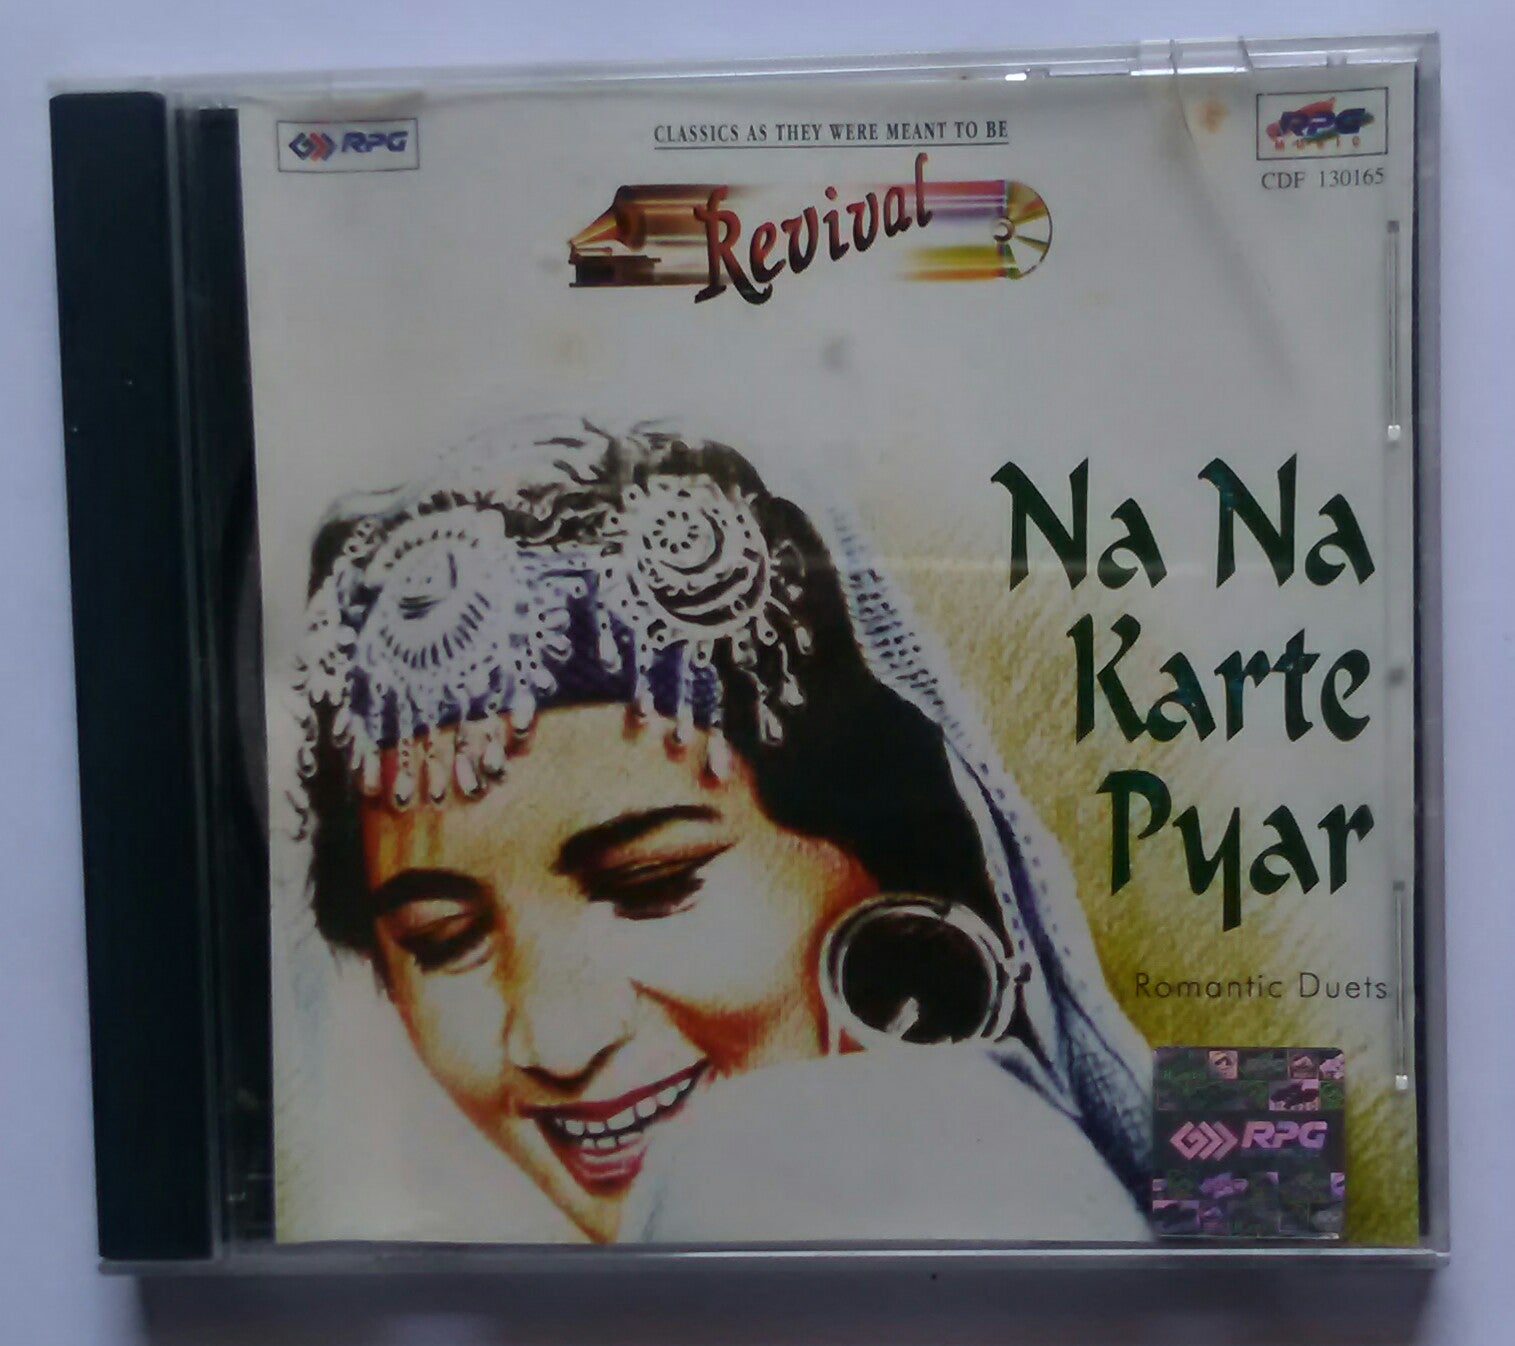 RPG
CLASSICS AS THEY WERE MEANT TO BE
Revival
RPG
MUSIC
CDF 130165
Na Na
Karte
Pyar
Romantic Duets
RPG